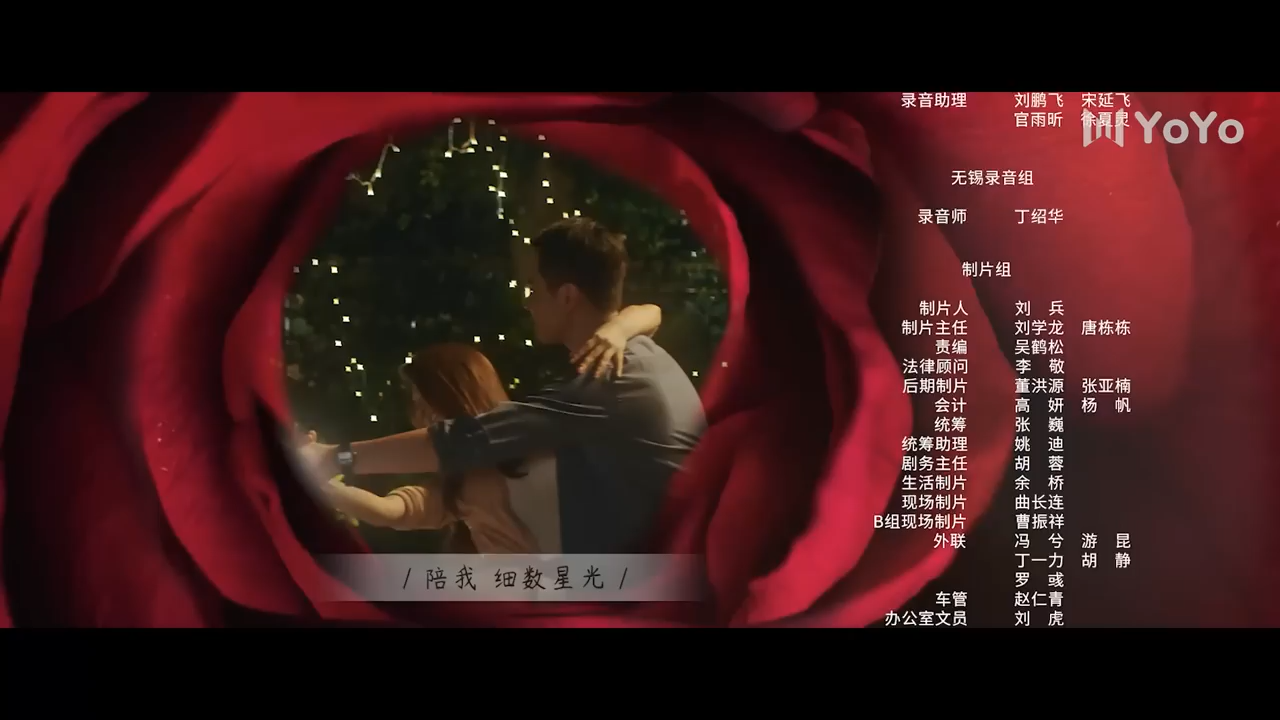 录音助理 刘鹏飞 宋延飞
官雨昕 徐夏灵
YoYo
无锡录音组
录音师 丁绍华
制片组
制片人 刘 兵
制片主任 刘学龙 唐栋栋
责编 吴鹤松
法律顾问 李 敬
后期制片 董洪源 张亚楠
会计 高 妍 杨 帆
统筹 张 巍
统筹助理 姚 迪
剧务主任 胡 蓉
生活制片 余 桥
现场制片 曲长连
B组现场制片 曹振祥
外联 冯 兮 游 昆
丁一力 胡 静
罗 彧
车管 赵仁青
办公室文员 刘 虎
/ 陪我 细数星光 /